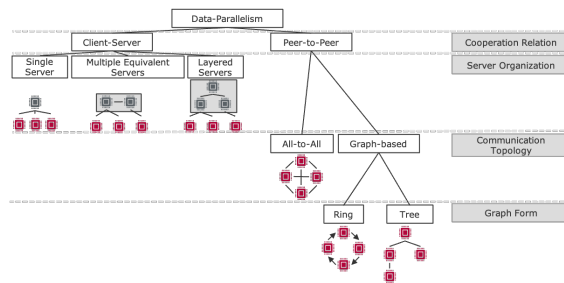 Data-Parallelism
Client-Server
Peer-to-Peer
Cooperation Relation
Single
Server
Multiple Equivalent
Servers
Layered
Servers
Server Organization
All-to-All
Graph-based
Communication
Topology
Ring
Tree
Graph Form